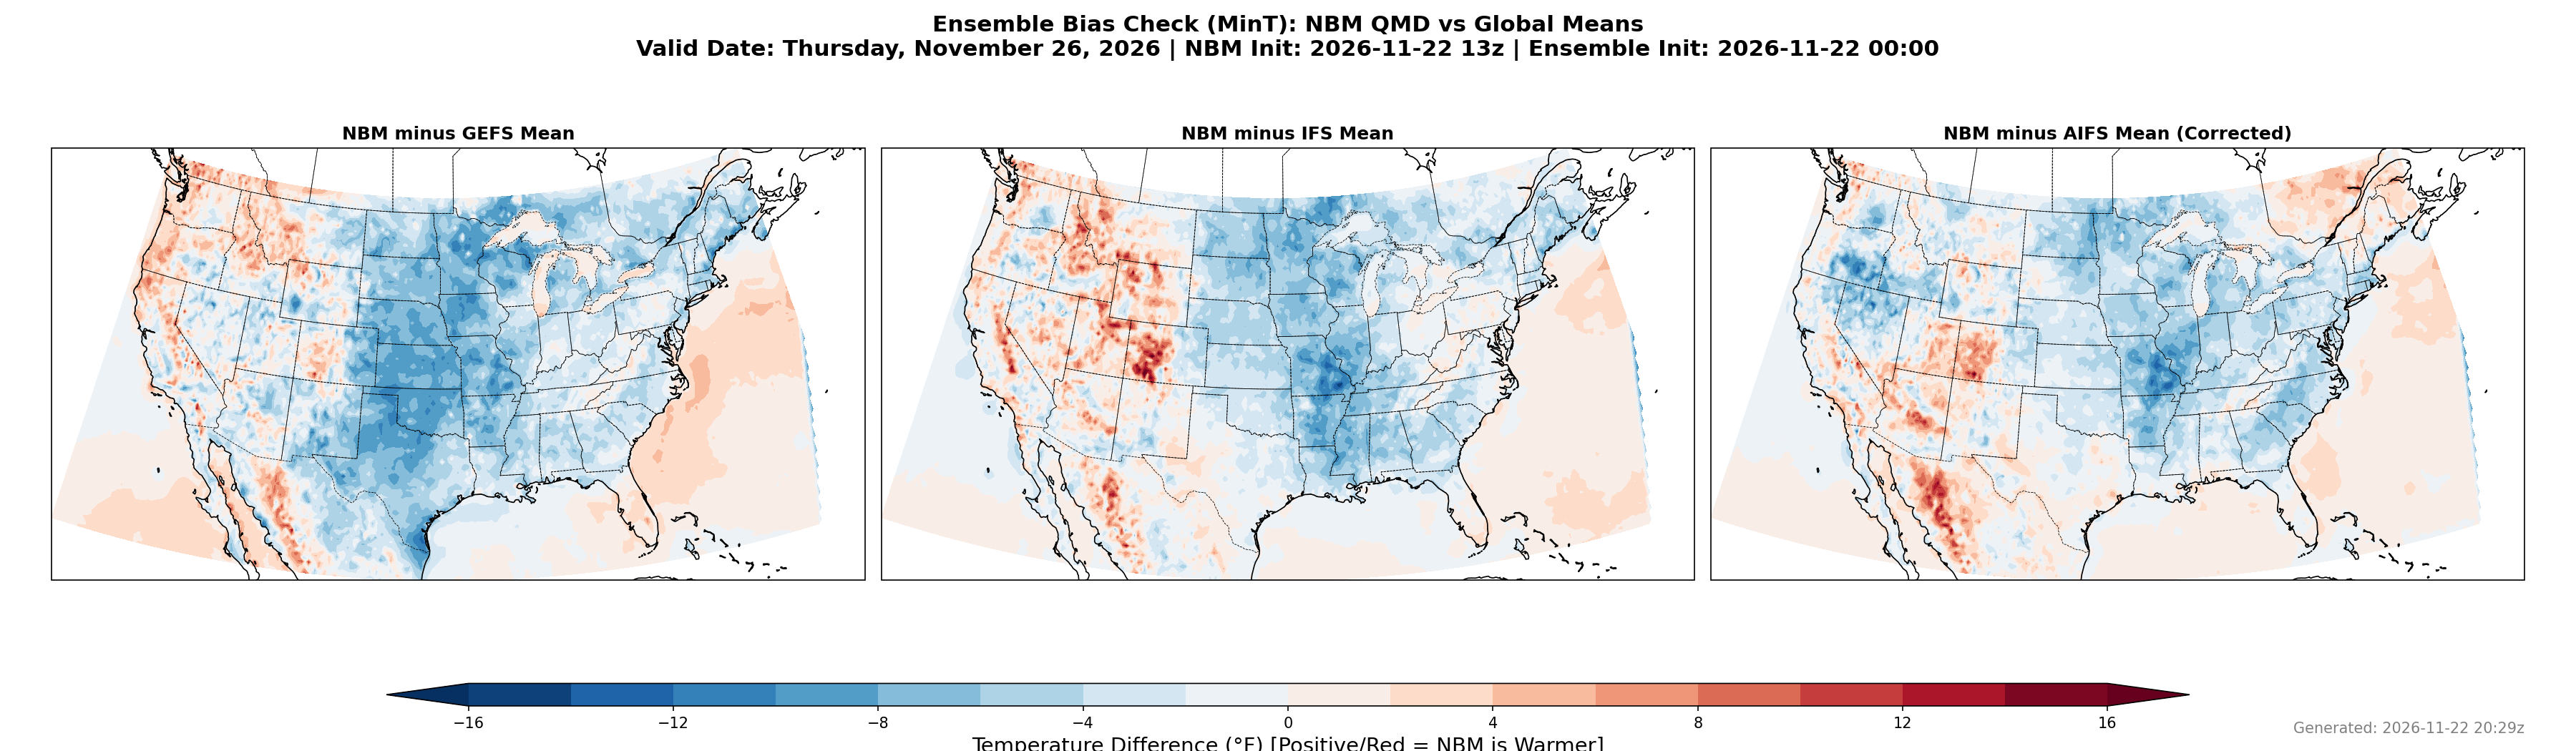 Ensemble Bias Check (MinT): NBM QMD vs Global Means
Valid Date: Thursday, November 26, 2026 | NBM Init: 2026-11-22 13z | Ensemble Init: 2026-11-22 00:00
NBM minus GEFS Mean
NBM minus IFS Mean
NBM minus AIFS Mean (Corrected)
−16 −12 −8 −4 0 4 8 12 16
Generated: 2026-11-22 20:29z
Temperature Difference (°F) [Positive/Red = NBM is Warmer]